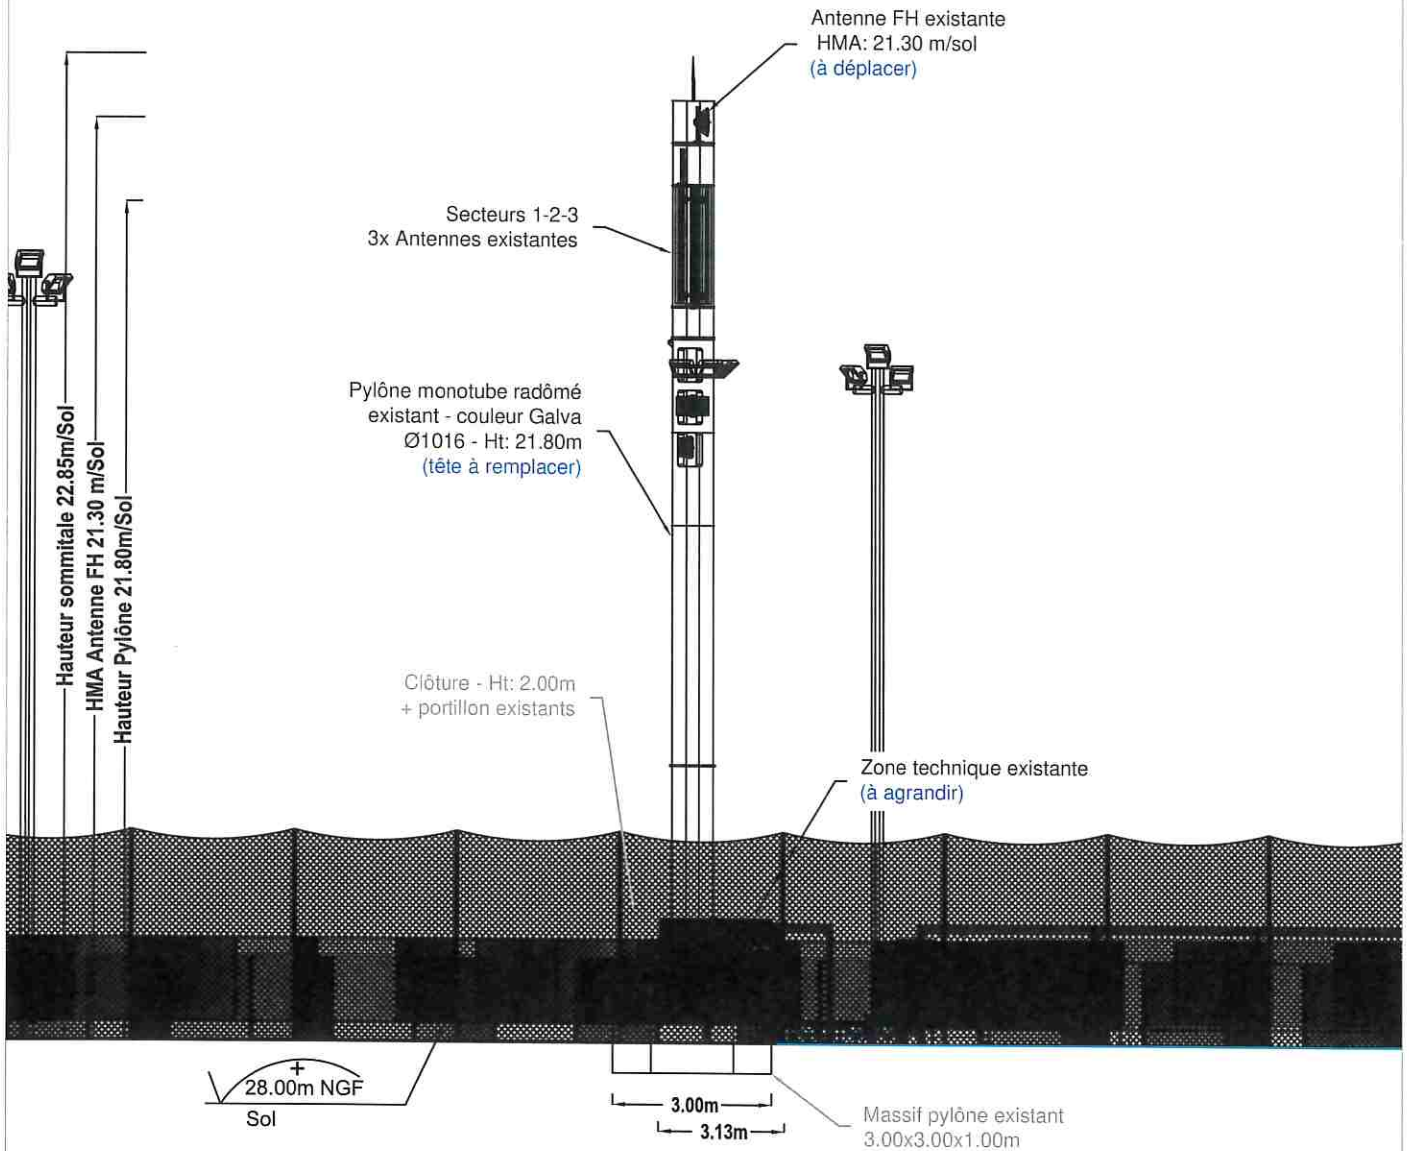 Antenne FH existante
HMA: 21.30 m/sol
(à déplacer)
Secteurs 1-2-3
3x Antennes existantes
Pylône monotube radômé
existant - couleur Galva
Ø1016 - Ht: 21.80m
(tête à remplacer)
Hauteur sommitale 22.85m/Sol
HMA Antenne FH 21.30 m/Sol
Hauteur Pylône 21.80m/Sol
Clôture - Ht: 2.00m
+ portillon existants
Zone technique existante
(à agrandir)
28.00m NGF
Sol
3.00m
3.13m
Massif pylône existant
3.00x3.00x1.00m